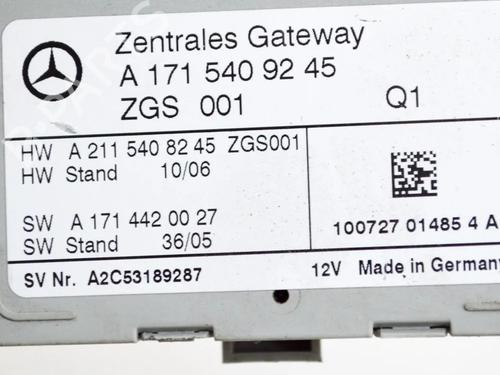 Zentrales Gateway
A 171 540 92 45
ZGS 001 Q1
HW A 211 540 82 45 ZGS001
HW Stand 10/06
SW A 171 442 00 27
SW Stand 36/05
100727 01485 4 A
SV Nr. A2C53189287 12V Made in Germany